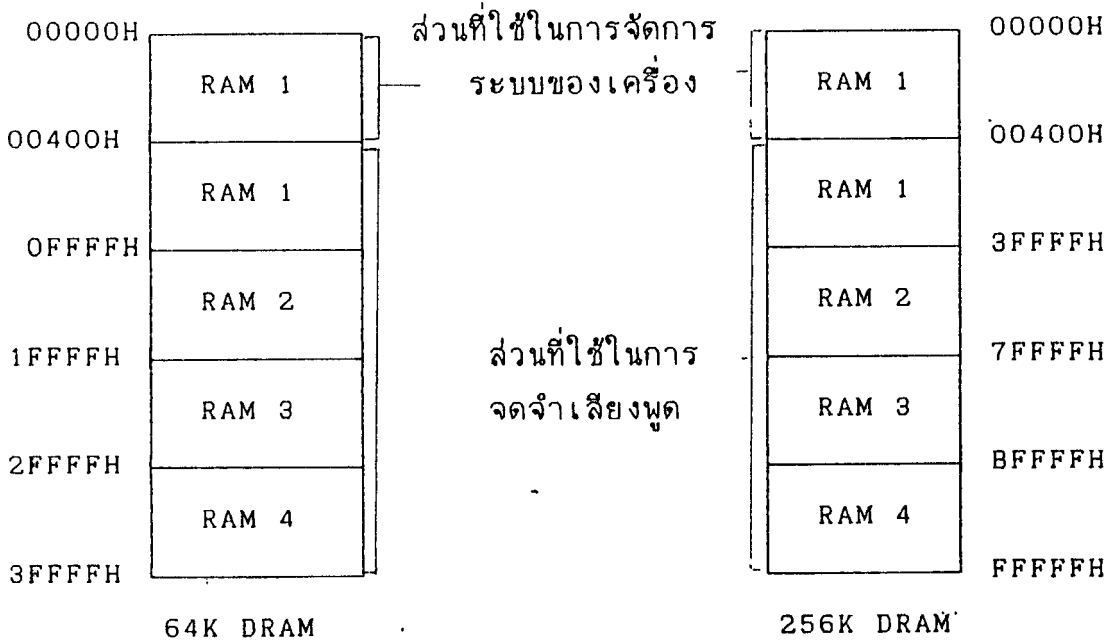 00000H
RAM 1
00400H
RAM 1
0FFFFH
RAM 2
1FFFFH
RAM 3
2FFFFH
RAM 4
3FFFFH
64K DRAM
ส่วนที่ใช้ในการจัดการ
ระบบของเครื่อง
ส่วนที่ใช้ในการ
จดจำเสียงพูด
00000H
RAM 1
00400H
RAM 1
3FFFFH
RAM 2
7FFFFH
RAM 3
BFFFFH
RAM 4
FFFFFH
256K DRAM